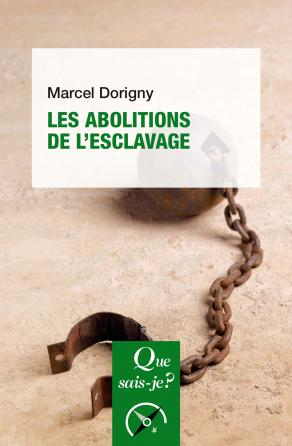 Marcel Dorigny
LES ABOLITIONS
DE L'ESCLAVAGE
Que
sais-je?